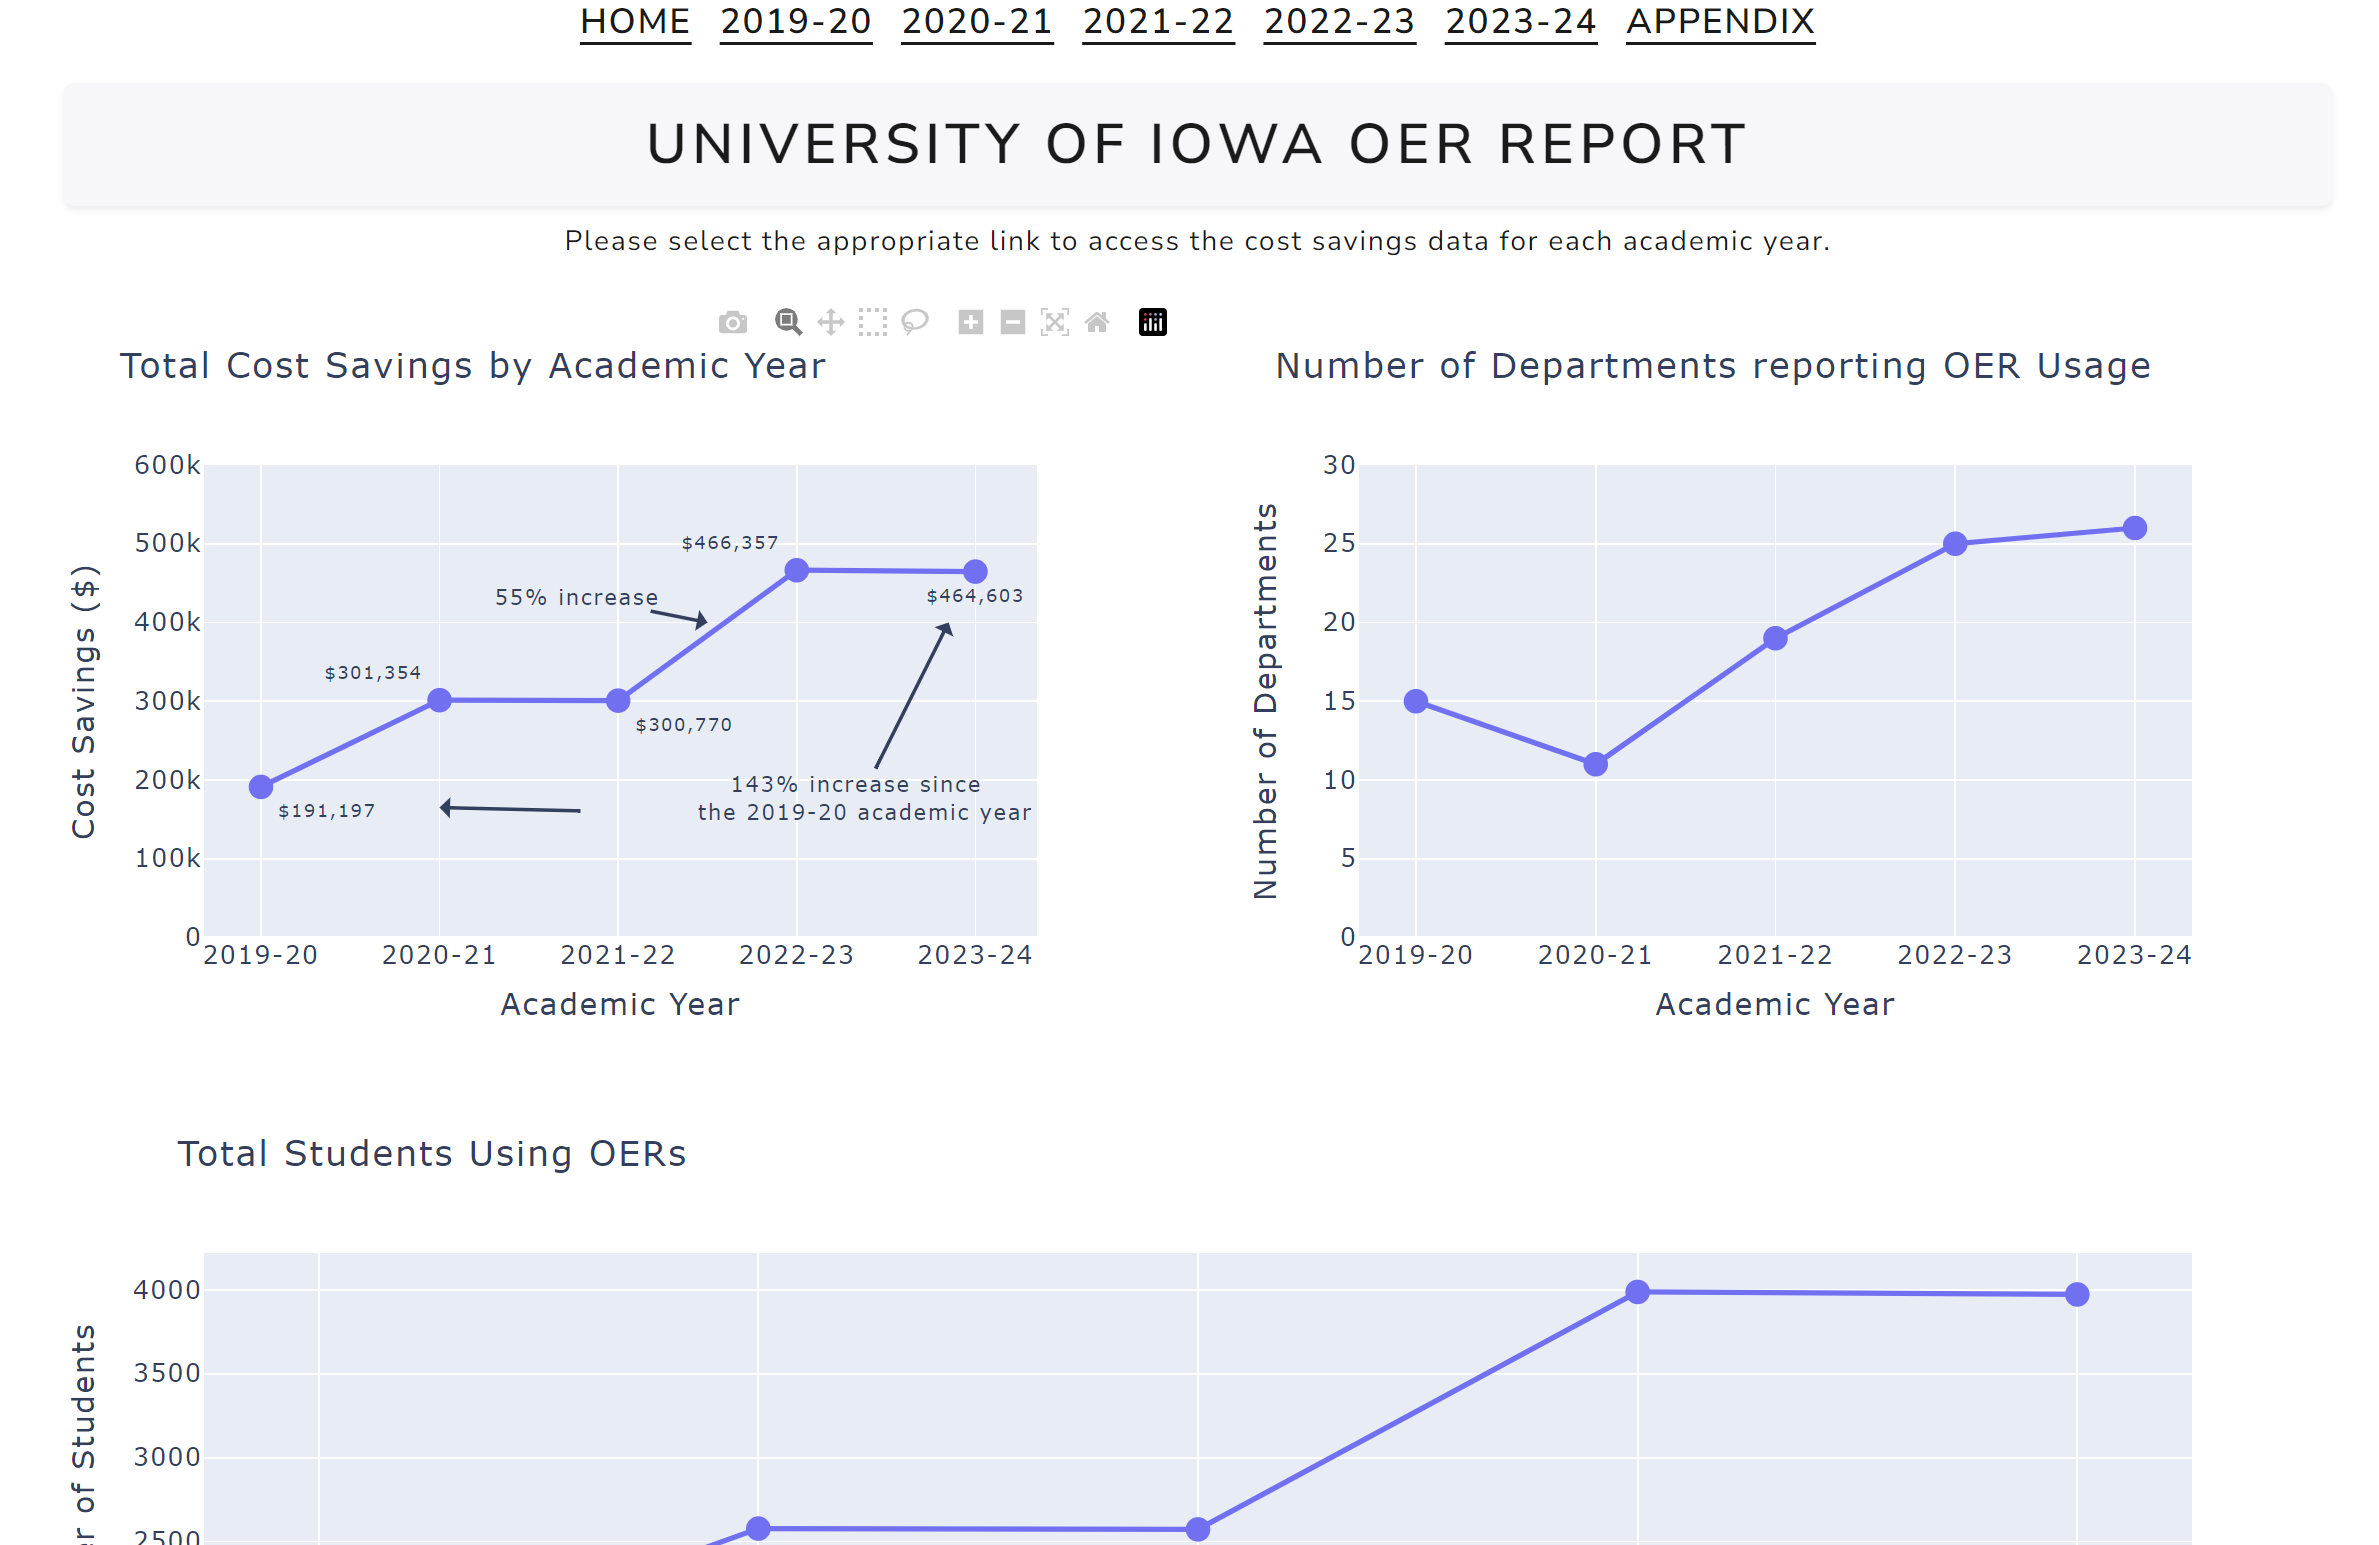 HOME 2019-20 2020-21 2021-22 2022-23 2023-24 APPENDIX
UNIVERSITY OF IOWA OER REPORT
Please select the appropriate link to access the cost savings data for each academic year.
Total Cost Savings by Academic Year
Cost Savings ($)
600k
500k
400k
300k
200k
100k
0
$466,357
55% increase
$464,603
$301,354
$300,770
143% increase since
the 2019-20 academic year
$191,197
2019-20 2020-21 2021-22 2022-23 2023-24
Academic Year
Number of Departments reporting OER Usage
Number of Departments
30
25
20
15
10
5
0
2019-20 2020-21 2021-22 2022-23 2023-24
Academic Year
Total Students Using OERs
of Students
4000
3500
3000
2500